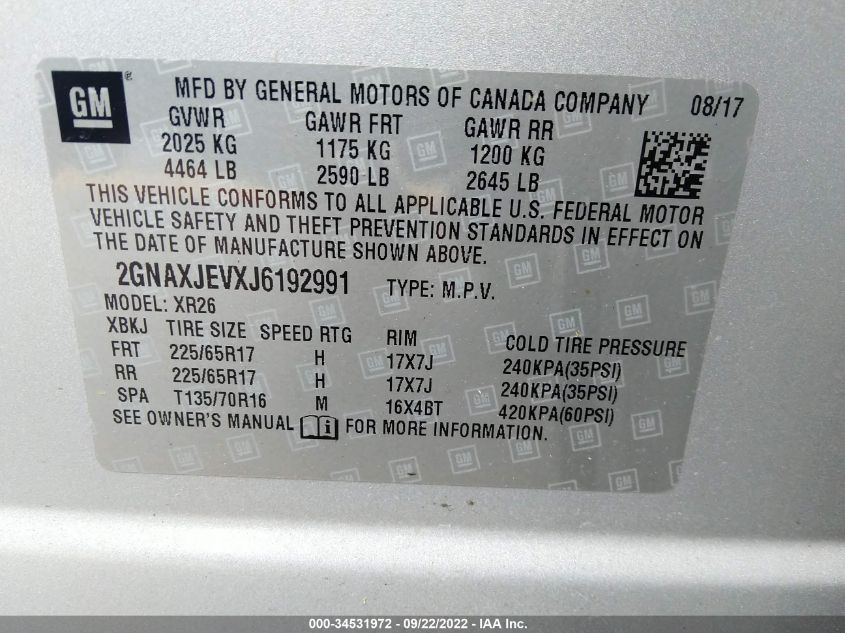 GM ®
MFD BY GENERAL MOTORS OF CANADA COMPANY 08/17
GVWR GAWR FRT GAWR RR
2025 KG 1175 KG 1200 KG
4464 LB 2590 LB 2645 LB
THIS VEHICLE CONFORMS TO ALL APPLICABLE U.S. FEDERAL MOTOR
VEHICLE SAFETY AND THEFT PREVENTION STANDARDS IN EFFECT ON
THE DATE OF MANUFACTURE SHOWN ABOVE.
2GNAXJEVXJ6192991 TYPE: M.P.V.
MODEL: XR26
XBKJ TIRE SIZE SPEED RTG RIM COLD TIRE PRESSURE
FRT 225/65R17 H 17X7J 240KPA(35PSI)
RR 225/65R17 H 17X7J 240KPA(35PSI)
SPA T135/70R16 M 16X4BT 420KPA(60PSI)
SEE OWNER'S MANUAL i FOR MORE INFORMATION.
000-34531972 - 09/22/2022 - IAA Inc.